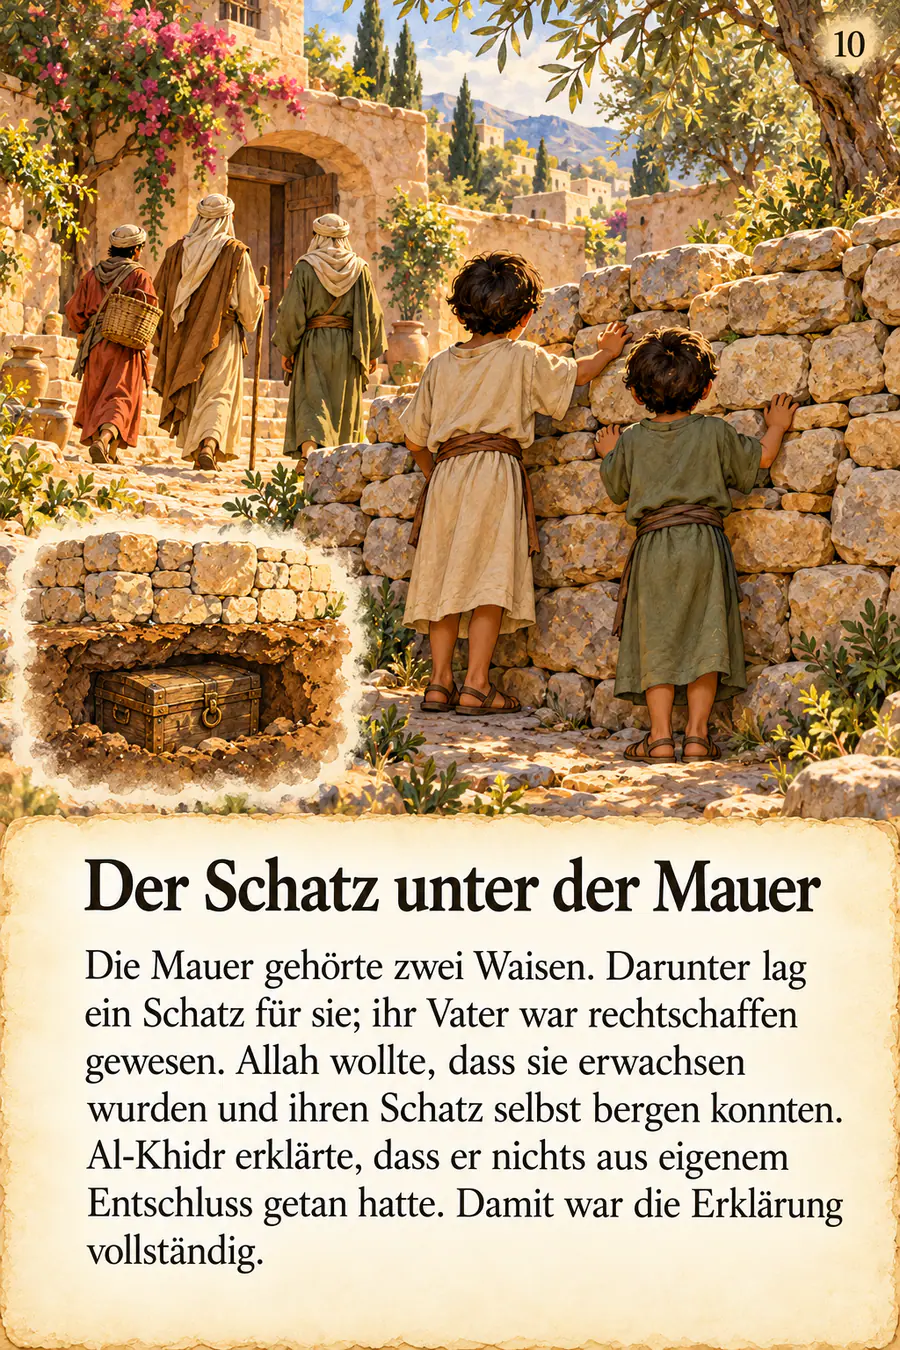 10
Der Schatz unter der Mauer
Die Mauer gehörte zwei Waisen. Darunter lag
ein Schatz für sie; ihr Vater war rechtschaffen
gewesen. Allah wollte, dass sie erwachsen
wurden und ihren Schatz selbst bergen konnten.
Al-Khidr erklärte, dass er nichts aus eigenem
Entschluss getan hatte. Damit war die Erklärung
vollständig.